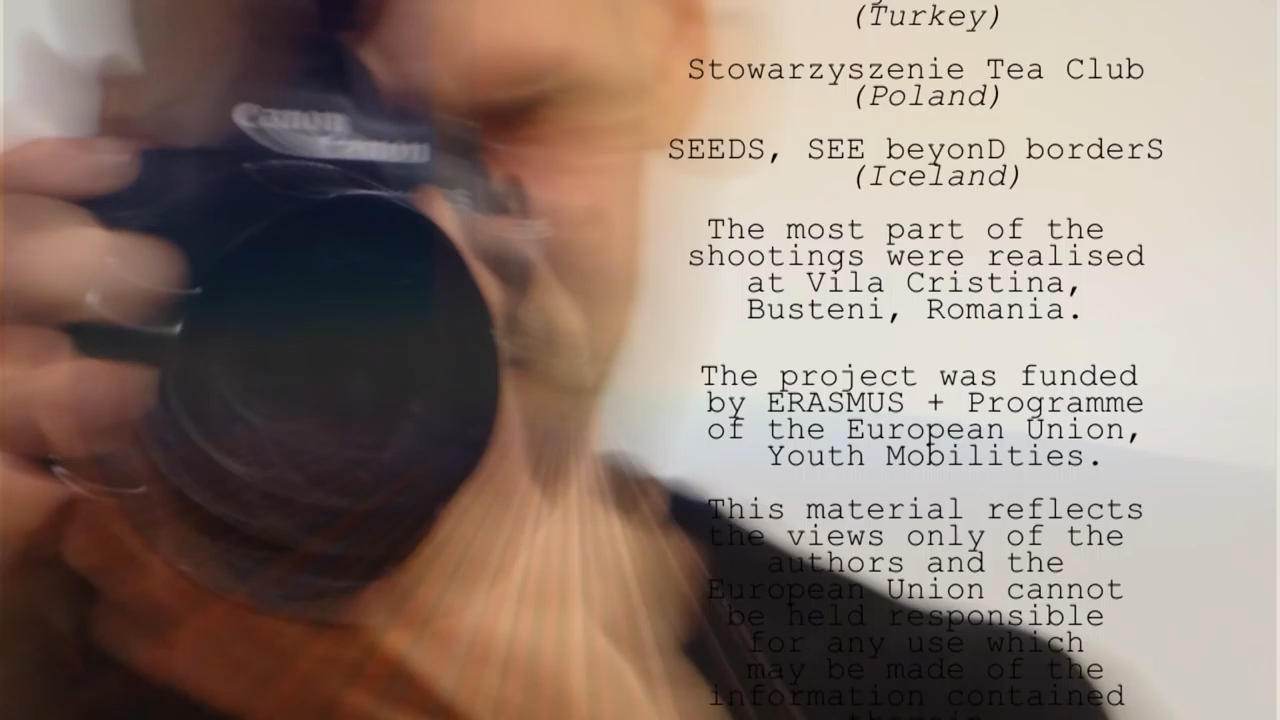 (Turkey)
Stowarzyszenie Tea Club
(Poland)
SEEDS, SEE beyonD borderS
(Iceland)
The most part of the
shootings were realised
at Vila Cristina,
Busteni, Romania.
The project was funded
by ERASMUS + Programme
of the European Union,
Youth Mobilities.
This material reflects
the views only of the
authors and the
European Union cannot
be held responsible
for any use which
may be made of the
information contained
Canon
Canon